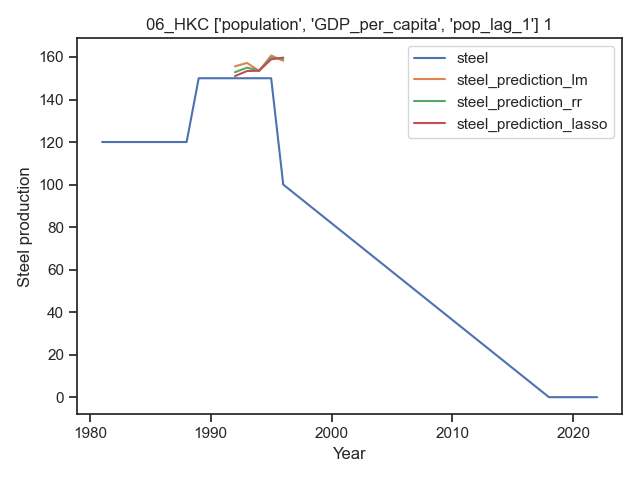 06_HKC ['population', 'GDP_per_capita', 'pop_lag_1'] 1
steel
steel_prediction_lm
steel_prediction_rr
steel_prediction_lasso
Steel production
160
140
120
100
80
60
40
20
0
1980 1990 2000 2010 2020
Year